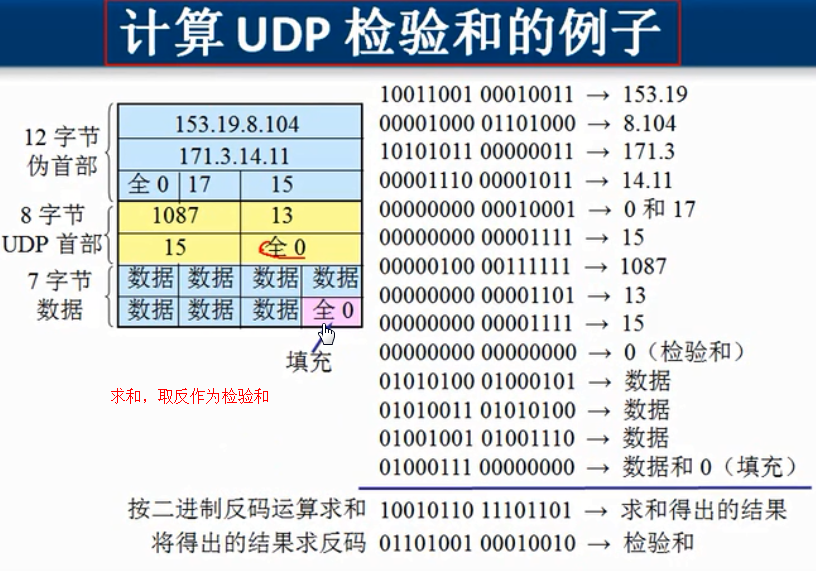 计算 UDP 检验和的例子
12 字节
伪首部
153.19.8.104
171.3.14.11
全 0 17 15
8 字节
UDP 首部
1087 13
15 全 0
7 字节
数据
数据 数据 数据 数据
数据 数据 数据 全 0
填充
求和，取反作为检验和
10011001 00010011 → 153.19
00001000 01101000 → 8.104
10101011 00000011 → 171.3
00001110 00001011 → 14.11
00000000 00010001 → 0 和 17
00000000 00001111 → 15
00000100 00111111 → 1087
00000000 00001101 → 13
00000000 00001111 → 15
00000000 00000000 → 0（检验和）
01010100 01000101 → 数据
01010011 01010100 → 数据
01001001 01001110 → 数据
01000111 00000000 → 数据和 0（填充）
按二进制反码运算求和 10010110 11101101 → 求和得出的结果
将得出的结果求反码 01101001 00010010 → 检验和